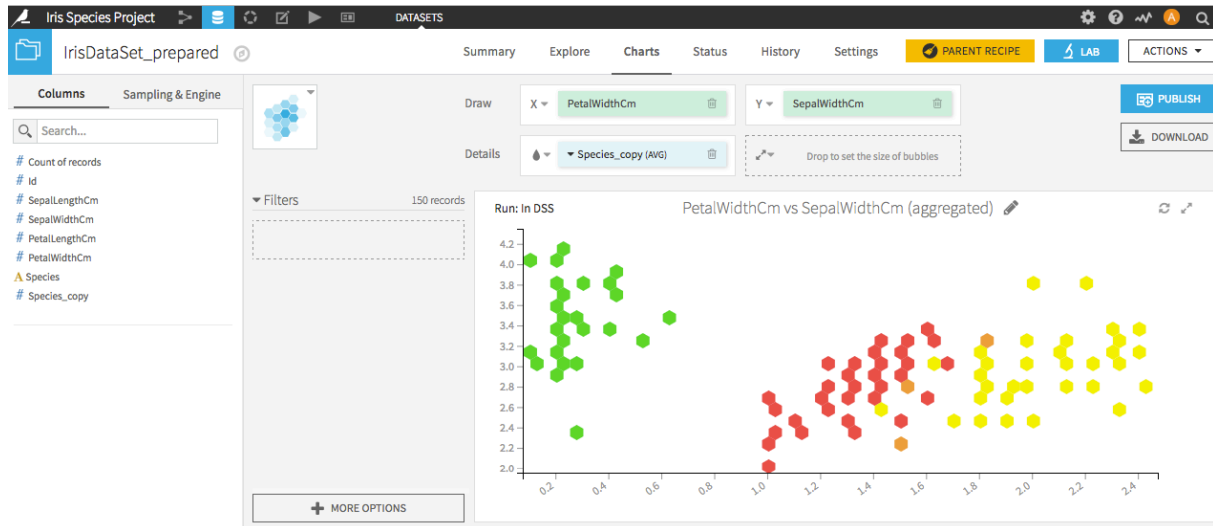 Iris Species Project DATASETS A
IrisDataSet_prepared Summary Explore Charts Status History Settings PARENT RECIPE LAB ACTIONS
Columns Sampling & Engine
Search...
# Count of records
# Id
# SepalLengthCm
# SepalWidthCm
# PetalLengthCm
# PetalWidthCm
A Species
# Species_copy
Draw X PetalWidthCm Y SepalWidthCm
Details Species_copy (AVG) Drop to set the size of bubbles
PUBLISH
DOWNLOAD
Filters 150 records
MORE OPTIONS
Run: In DSS PetalWidthCm vs SepalWidthCm (aggregated)
4.2
4.0
3.8
3.6
3.4
3.2
3.0
2.8
2.6
2.4
2.2
2.0
0.2 0.4 0.6 0.8 1.0 1.2 1.4 1.6 1.8 2.0 2.2 2.4